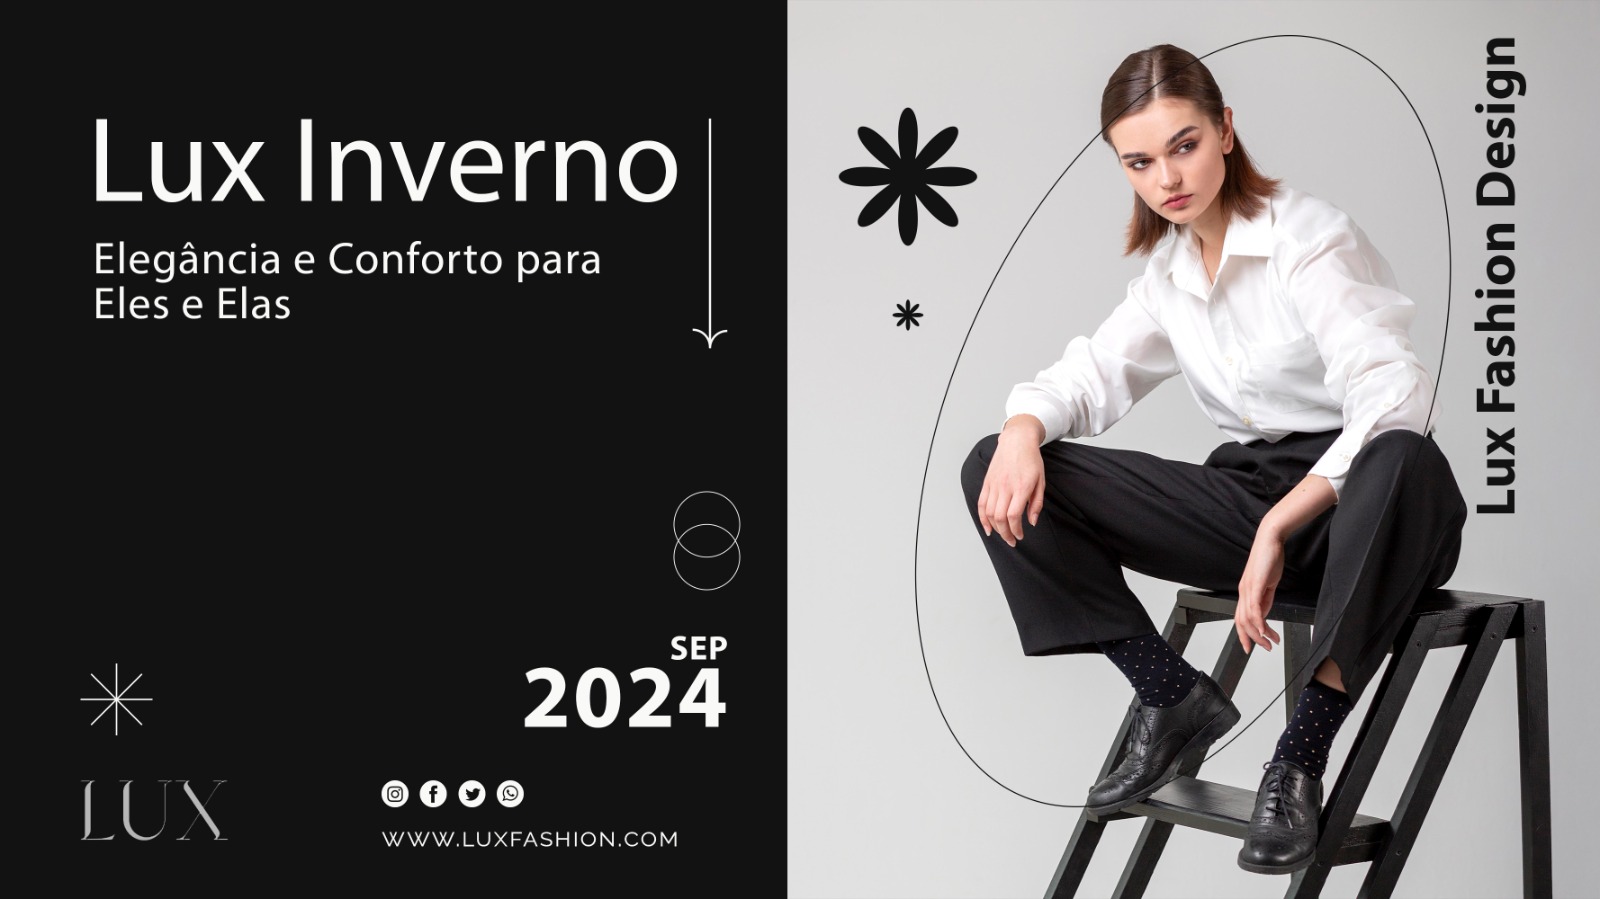 Lux Inverno
Elegância e Conforto para
Eles e Elas
SEP
2024
LUX
WWW.LUXFASHION.COM
Lux Fashion Design